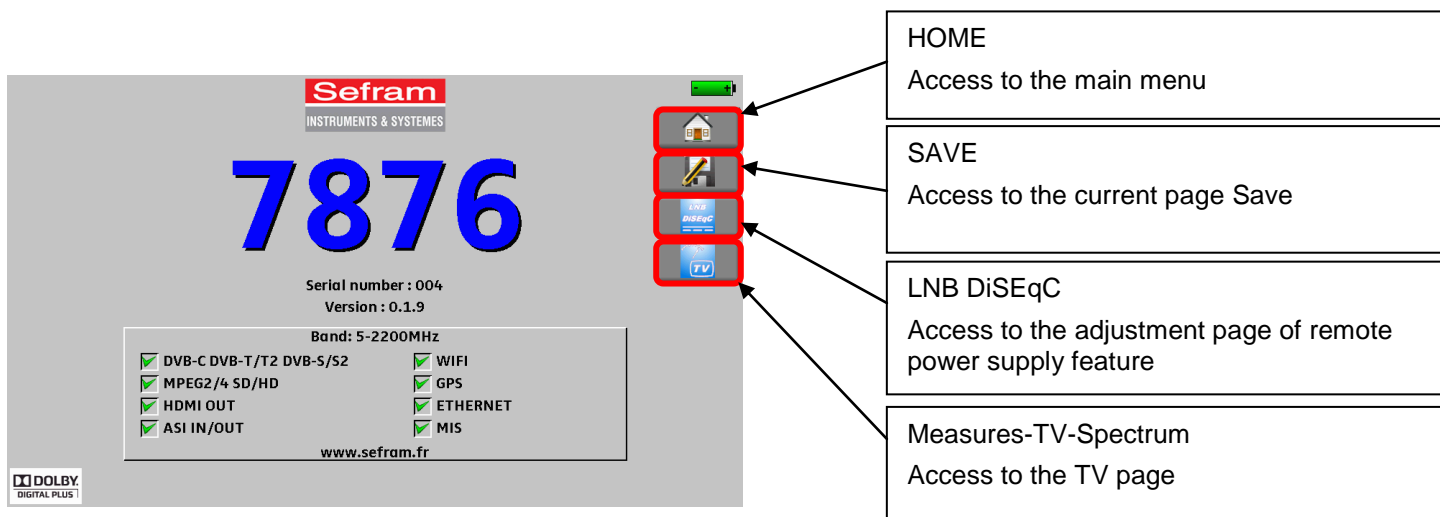 Sefram
INSTRUMENTS & SYSTEMES
- +
7876
LNB
DiSEqC
TV
Serial number : 004
Version : 0.1.9
Band: 5-2200MHz
DVB-C DVB-T/T2 DVB-S/S2
WIFI
MPEG2/4 SD/HD
GPS
HDMI OUT
ETHERNET
ASI IN/OUT
MIS
www.sefram.fr
DOLBY.
DIGITAL PLUS
HOME
Access to the main menu
SAVE
Access to the current page Save
LNB DiSEqC
Access to the adjustment page of remote
power supply feature
Measures-TV-Spectrum
Access to the TV page